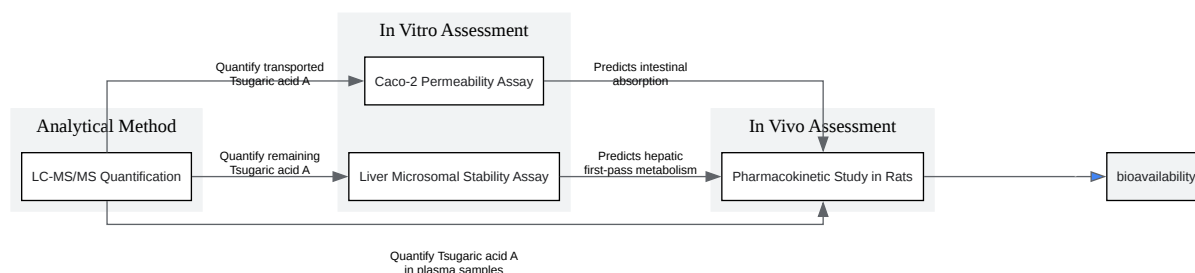 In Vitro Assessment
Quantify transported
Tsugaric acid A
Caco-2 Permeability Assay
Predicts intestinal
absorption
Analytical Method
In Vivo Assessment
LC-MS/MS Quantification
Quantify remaining
Tsugaric acid A
Liver Microsomal Stability Assay
Predicts hepatic
first-pass metabolism
Pharmacokinetic Study in Rats
bioavailability
Quantify Tsugaric acid A
in plasma samples